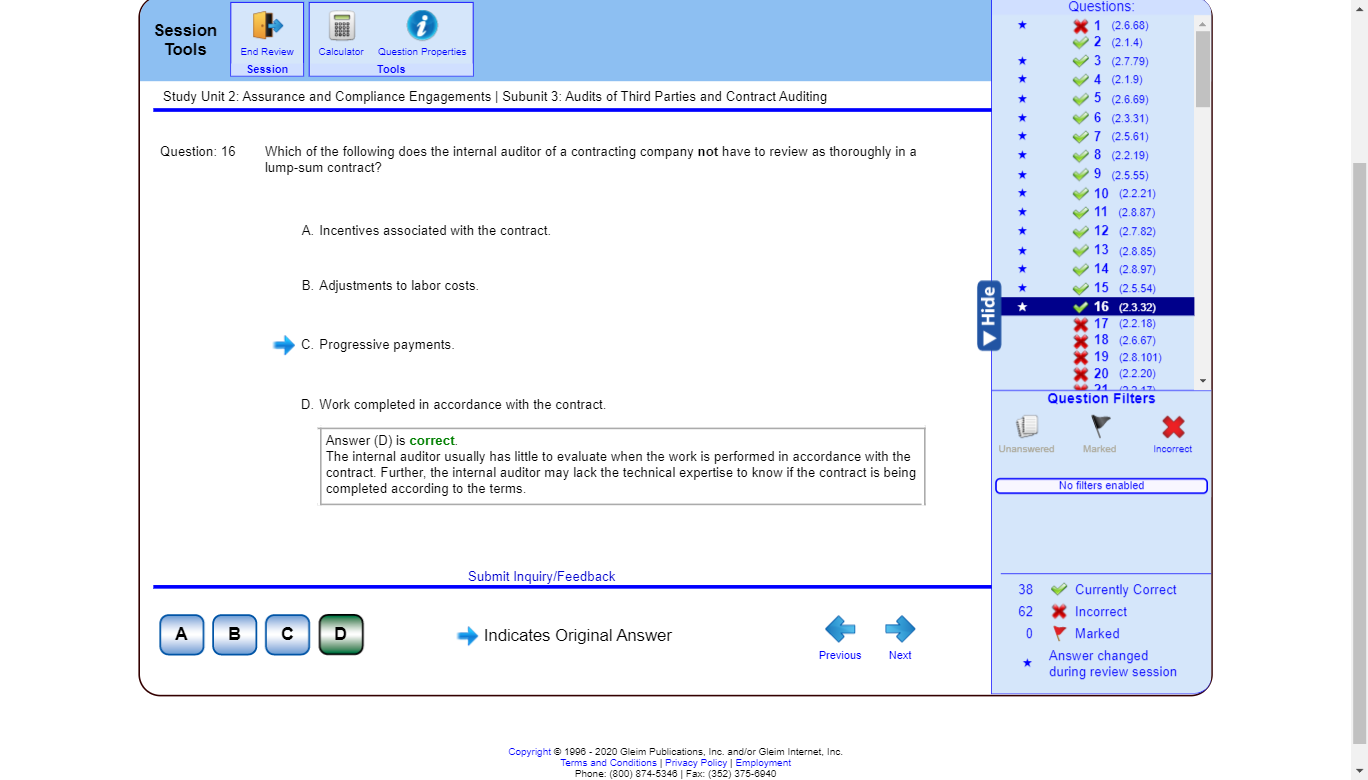 Session
Tools
End Review
Session
Calculator
Question Properties
Tools
Study Unit 2: Assurance and Compliance Engagements | Subunit 3: Audits of Third Parties and Contract Auditing
Question: 16
Which of the following does the internal auditor of a contracting company not have to review as thoroughly in a
lump-sum contract?
A. Incentives associated with the contract.
B. Adjustments to labor costs.
C. Progressive payments.
D. Work completed in accordance with the contract.
Answer (D) is correct.
The internal auditor usually has little to evaluate when the work is performed in accordance with the
contract. Further, the internal auditor may lack the technical expertise to know if the contract is being
completed according to the terms.
Submit Inquiry/Feedback
A
B
C
D
Indicates Original Answer
Previous
Next
Questions:
1 (2.6.68)
2 (2.1.4)
3 (2.7.79)
4 (2.1.9)
5 (2.6.69)
6 (2.3.31)
7 (2.5.61)
8 (2.2.19)
9 (2.5.55)
10 (2.2.21)
11 (2.8.87)
12 (2.7.82)
13 (2.8.85)
14 (2.8.97)
15 (2.5.54)
16 (2.3.32)
17 (2.2.18)
18 (2.6.67)
19 (2.8.101)
20 (2.2.20)
21 (2.2.17)
Hide
Question Filters
Unanswered
Marked
Incorrect
No filters enabled
38 Currently Correct
62 Incorrect
0 Marked
Answer changed
during review session
Copyright © 1996 - 2020 Gleim Publications, Inc. and/or Gleim Internet, Inc.
Terms and Conditions | Privacy Policy | Employment
Phone: (800) 874-5346 | Fax: (352) 375-6940